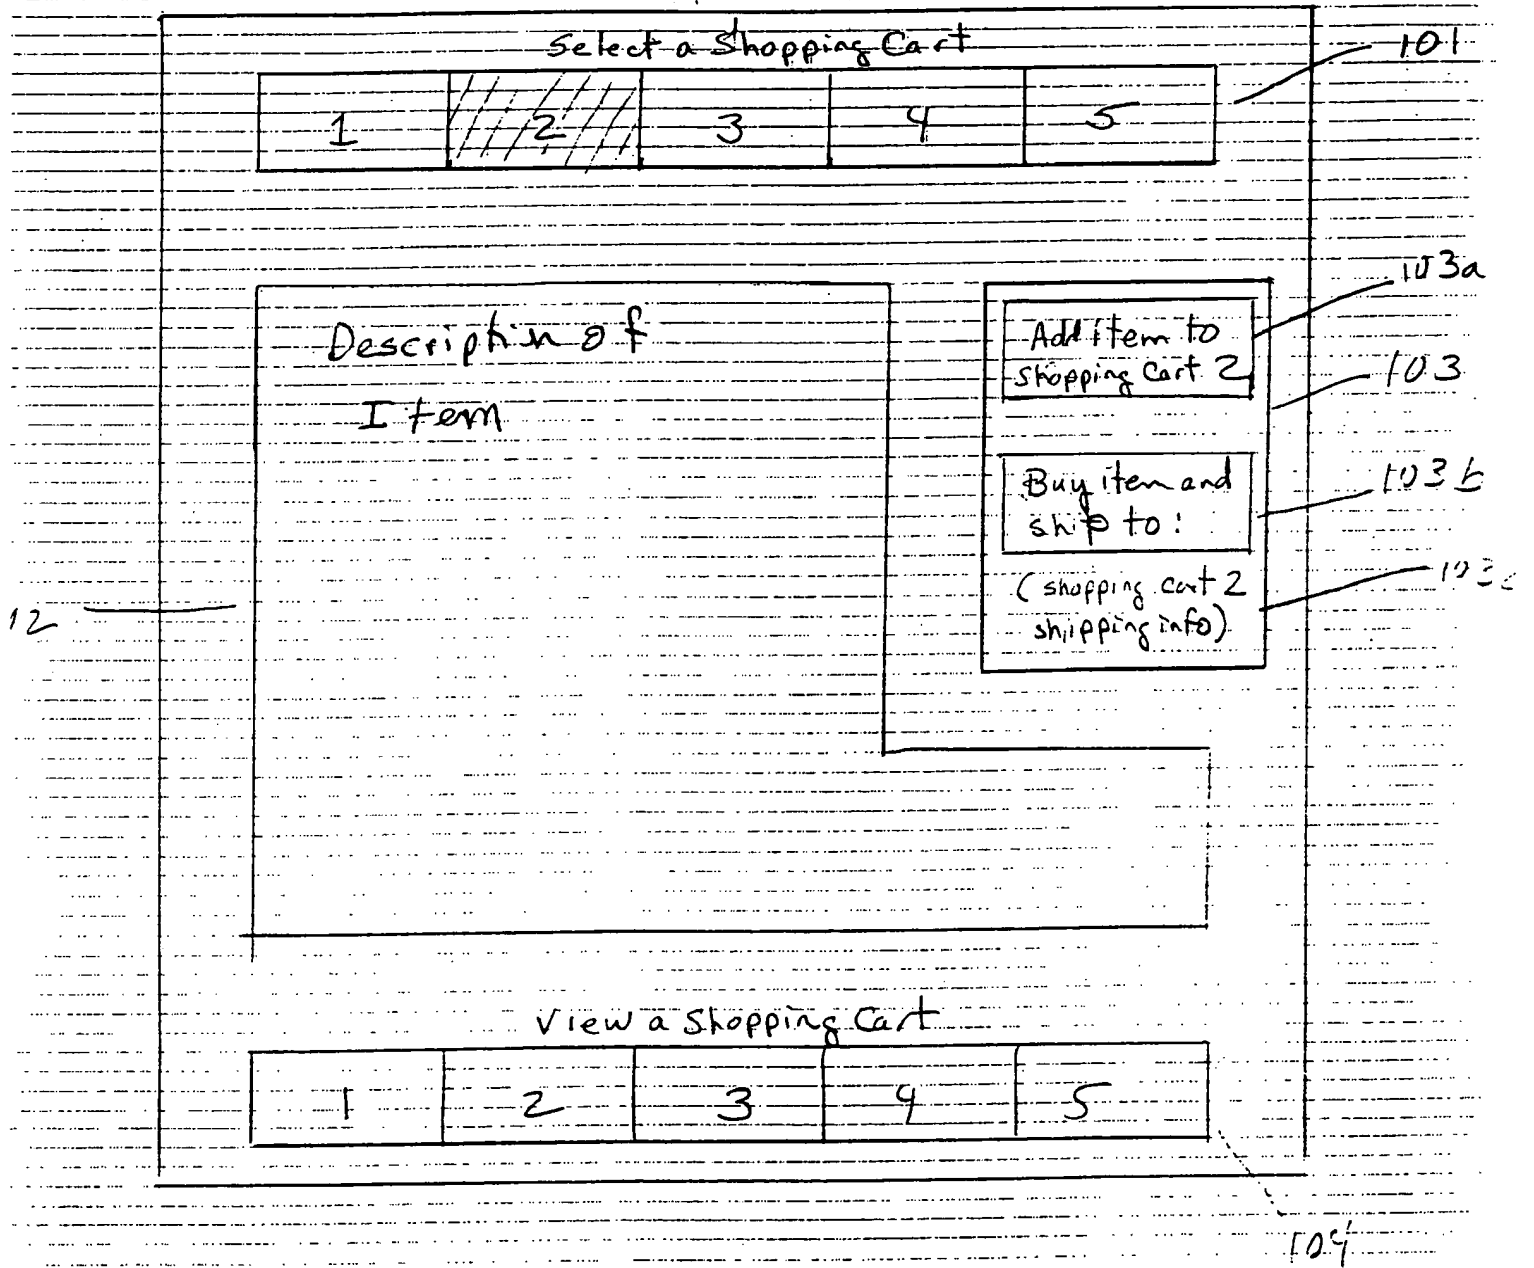 Select a Shopping Cart
101
1 2 3 4 5
103a
Description of
Item
Add item to
shopping cart 2
103
Buy item and
ship to:
103b
(shopping cart 2
shipping info)
103c
12
View a Shopping Cart
1 2 3 4 5
104